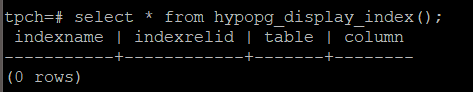 tpch=# select * from hypopg_display_index();
 indexname | indexrelid | table | column
-----------+------------+-------+--------
(0 rows)